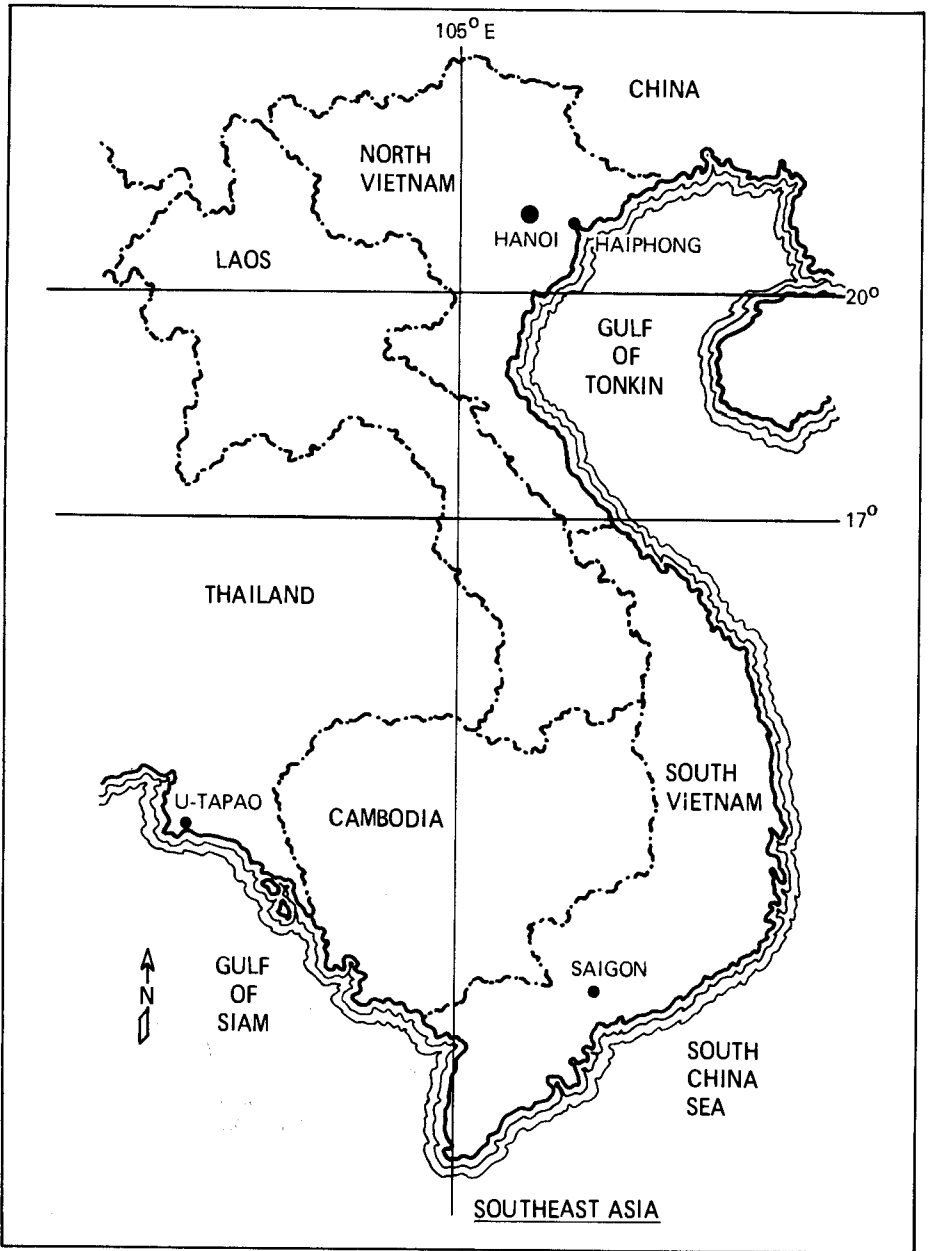 105° E
CHINA
NORTH
VIETNAM
HANOI
HAIPHONG
LAOS
20°
GULF
OF
TONKIN
17°
THAILAND
SOUTH
VIETNAM
U-TAPAO
CAMBODIA
SAIGON
GULF
OF
SIAM
N
SOUTH
CHINA
SEA
SOUTHEAST ASIA